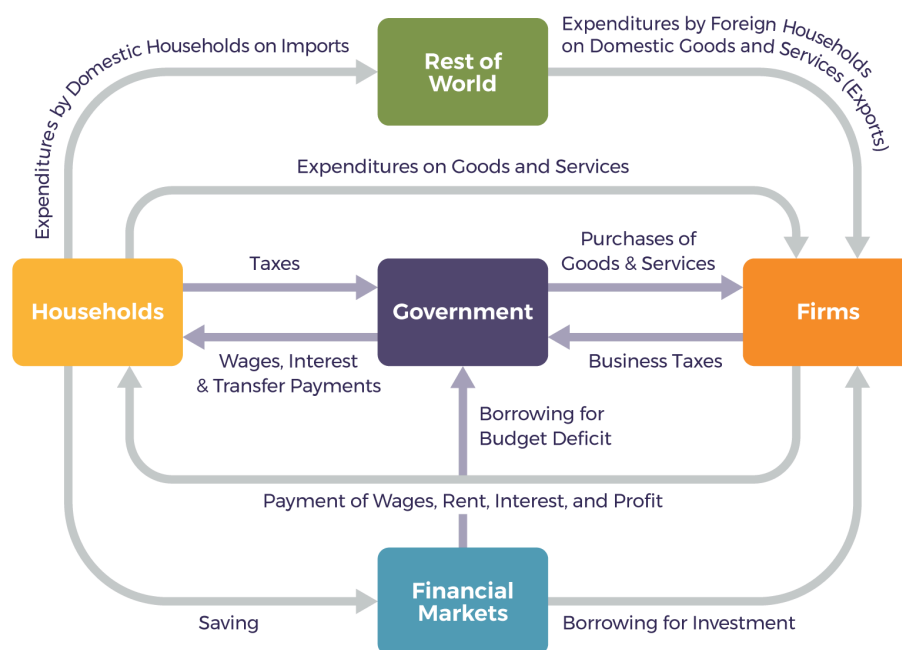 Expenditures by Domestic Households on Imports
Rest of
World
Expenditures by Foreign Households
on Domestic Goods and Services (Exports)
Expenditures on Goods and Services
Households
Taxes
Government
Purchases of
Goods & Services
Firms
Wages, Interest
& Transfer Payments
Business Taxes
Borrowing for
Budget Deficit
Payment of Wages, Rent, Interest, and Profit
Financial
Markets
Saving
Borrowing for Investment